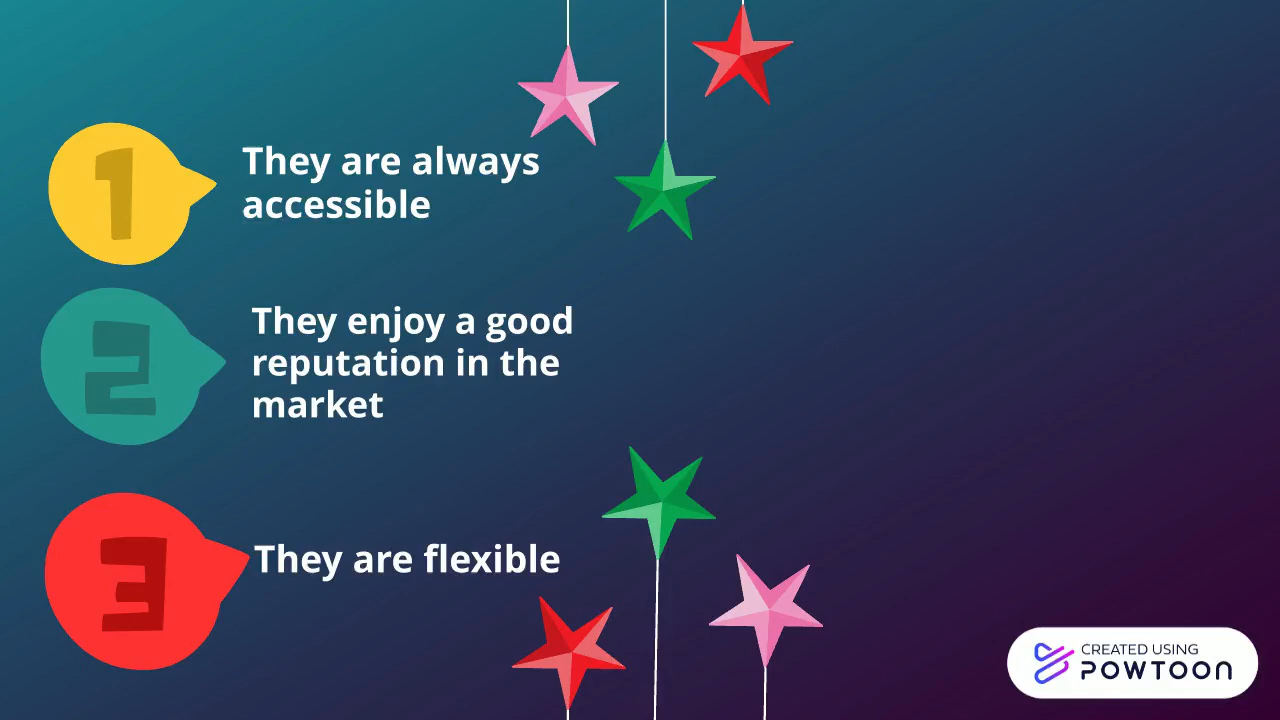 1
They are always
accessible
2
They enjoy a good
reputation in the
market
3
They are flexible
CREATED USING
POWTOON